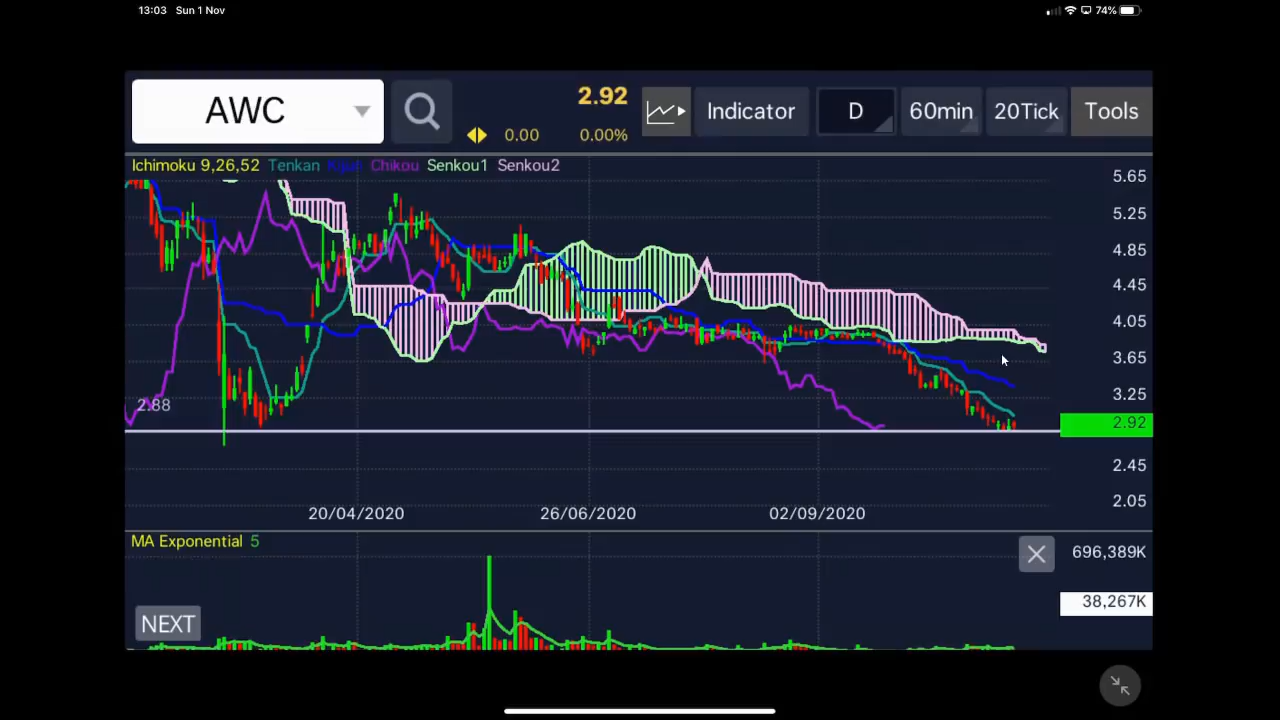 13:03 Sun 1 Nov
74%
AWC
2.92
0.00 0.00%
Indicator
D
60min
20Tick
Tools
Ichimoku 9,26,52 Tenkan Kijun Chikou Senkou1 Senkou2
5.65
5.25
4.85
4.45
4.05
3.65
3.25
2.88
2.92
2.45
2.05
20/04/2020 26/06/2020 02/09/2020
MA Exponential 5
696,389K
38,267K
NEXT